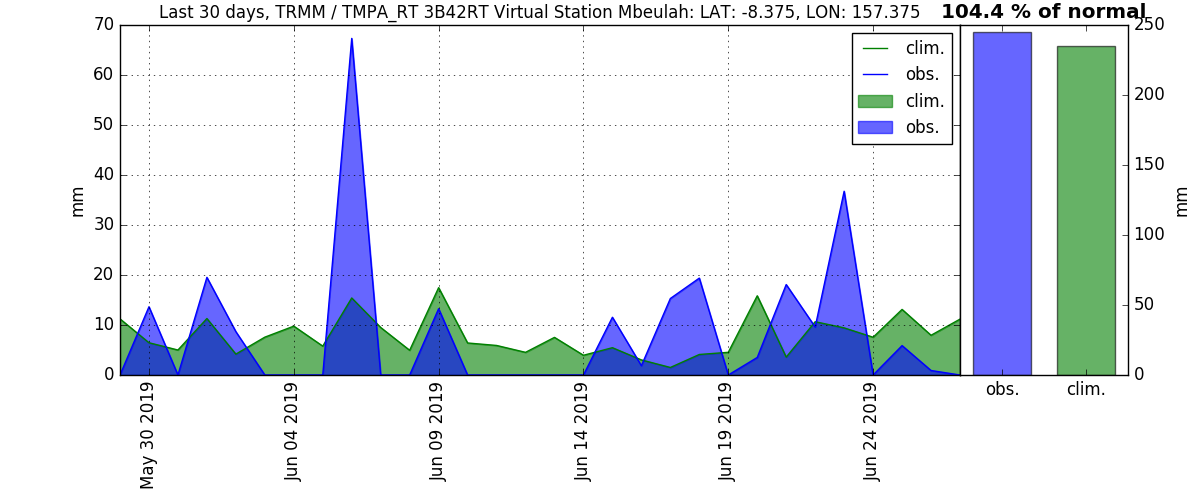 Last 30 days, TRMM / TMPA_RT 3B42RT Virtual Station Mbeulah: LAT: -8.375, LON: 157.375
104.4 % of normal
70
60
50
40
30
20
10
0
mm
clim.
obs.
clim.
obs.
May 30 2019
Jun 04 2019
Jun 09 2019
Jun 14 2019
Jun 19 2019
Jun 24 2019
250
200
150
100
50
0
mm
obs.
clim.